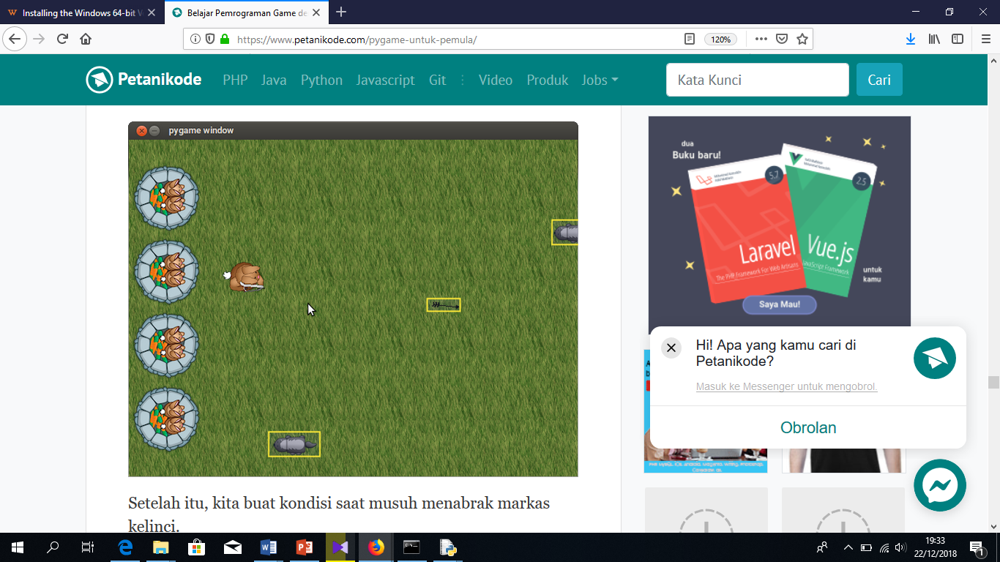 Installing the Windows 64-bit V
Belajar Pemrograman Game de
https://www.petanikode.com/pygame-untuk-pemula/
120%
Petanikode
PHP
Java
Python
Javascript
Git
Video
Produk
Jobs
Kata Kunci
Cari
pygame window
dua
Buku baru!
5.7
2.5
Laravel
The PHP Framework For Web Artisans
Vue.js
JavaScript Framework
untuk
kamu
Saya Mau!
Hi! Apa yang kamu cari di
Petanikode?
Masuk ke Messenger untuk mengobrol.
Obrolan
Setelah itu, kita buat kondisi saat musuh menabrak markas
kelinci.
19:33
22/12/2018
1